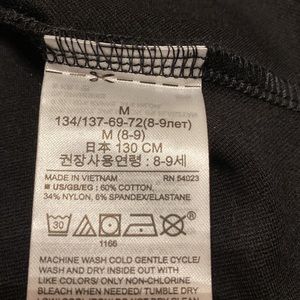 M
134/137-69-72(8-9лет)
M (8-9)
日本 130 CM
권장사용연령 : 8-9세
MADE IN VIETNAM RN 54023
US/GB/EG : 60% COTTON,
34% NYLON, 6% SPANDEX/ELASTANE
30
1166
MACHINE WASH COLD GENTLE CYCLE/
WASH AND DRY INSIDE OUT WITH
LIKE COLORS/ ONLY NON-CHLORINE
BLEACH WHEN NEEDED/ TUMBLE DRY